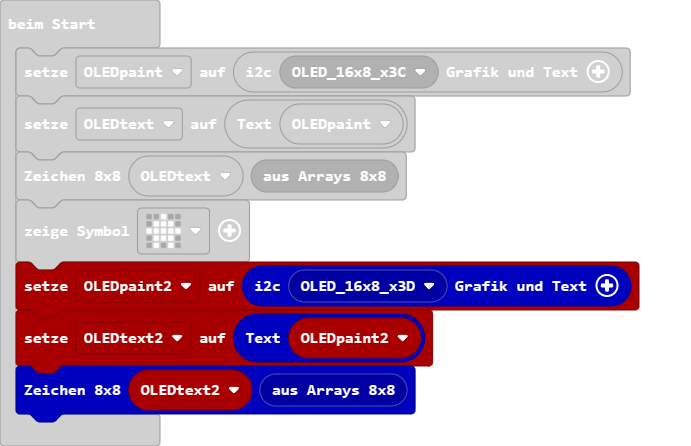 beim Start
setze OLEDpaint auf i2c OLED_16x8_x3C Grafik und Text
setze OLEDtext auf Text OLEDpaint
Zeichen 8x8 OLEDtext aus Arrays 8x8
zeige Symbol
setze OLEDpaint2 auf i2c OLED_16x8_x3D Grafik und Text
setze OLEDtext2 auf Text OLEDpaint2
Zeichen 8x8 OLEDtext2 aus Arrays 8x8